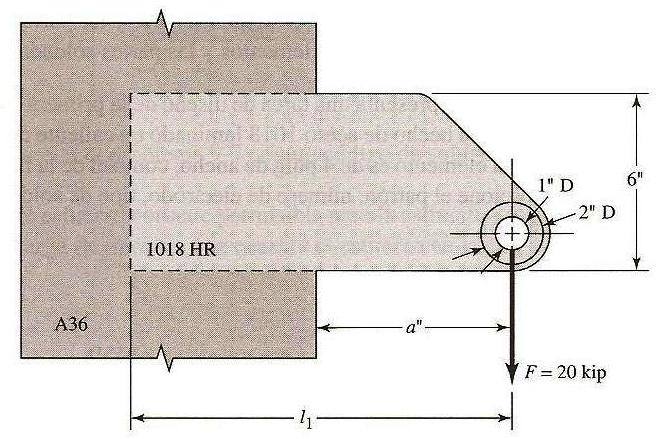 1" D
6"
2" D
1018 HR
A36
a"
F = 20 kip
l₁